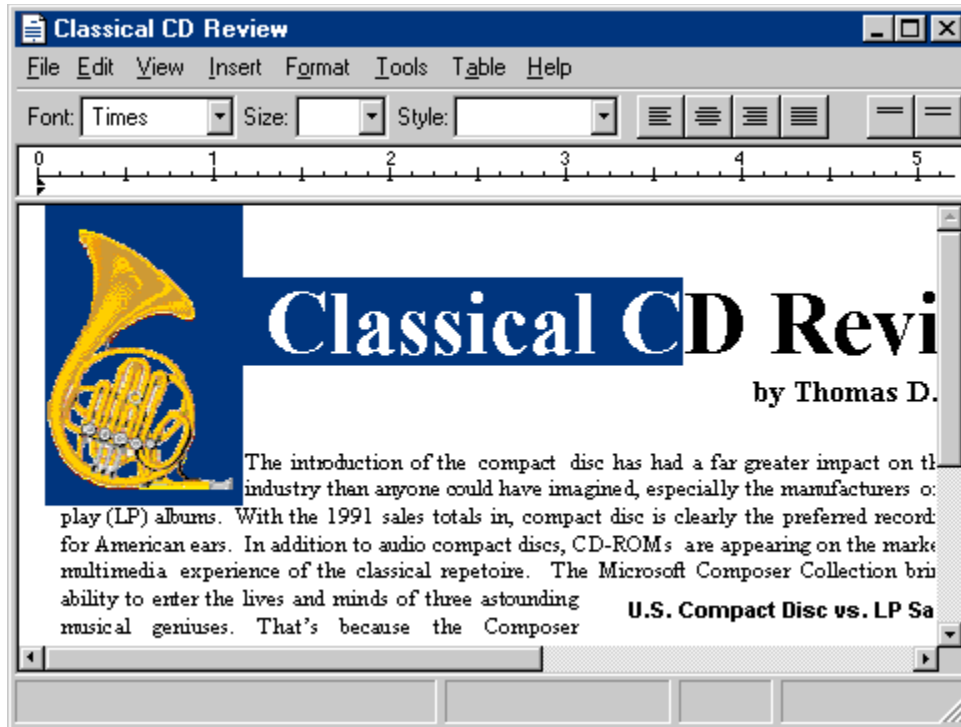 Classical CD Review
File Edit View Insert Format Tools Table Help
Font: Times Size: Style:
0 1 2 3 4 5
Classical CD Revi
by Thomas D.
The introduction of the compact disc has had a far greater impact on th
industry than anyone could have imagined, especially the manufacturers o
play (LP) albums. With the 1991 sales totals in, compact disc is clearly the preferred recordi
for American ears. In addition to audio compact discs, CD-ROMs are appearing on the marke
multimedia experience of the classical repetoire. The Microsoft Composer Collection brin
ability to enter the lives and minds of three astounding
U.S. Compact Disc vs. LP Sa
musical geniuses. That's because the Composer